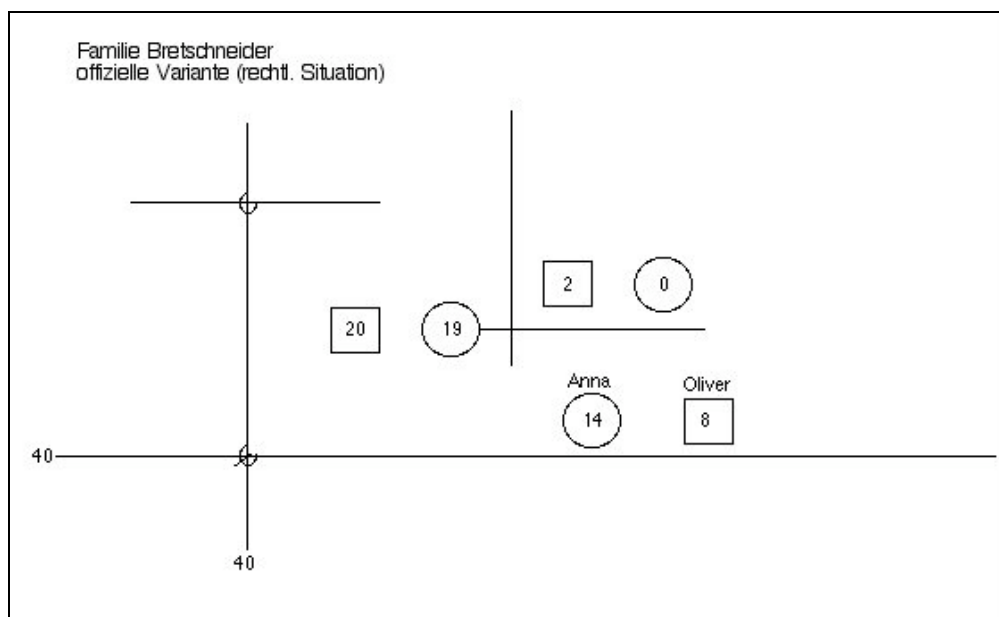 Familie Bretschneider
offizielle Variante (rechtl. Situation)
2
0
20
19
Anna
Oliver
14
8
40
40